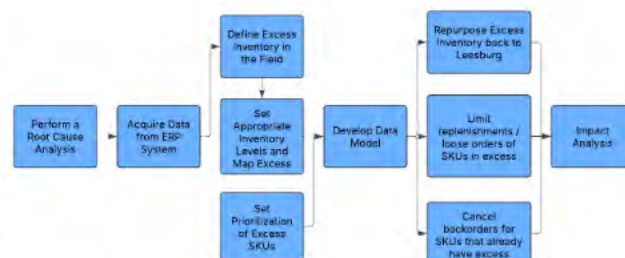 Perform a
Root Cause
Analysis
Acquire Data
from ERP
System
Define Excess
Inventory in
the Field
Set
Appropriate
Inventory
Levels and Map
Excess
Set
Prioritization
of Excess
SKUs
Develop Data
Model
Repurpose Excess
Inventory back to
Leesburg
Limit
replenishments /
loose orders of
SKUs in excess
Cancel
backorders for
SKUs that already
have excess
Impact
Analysis